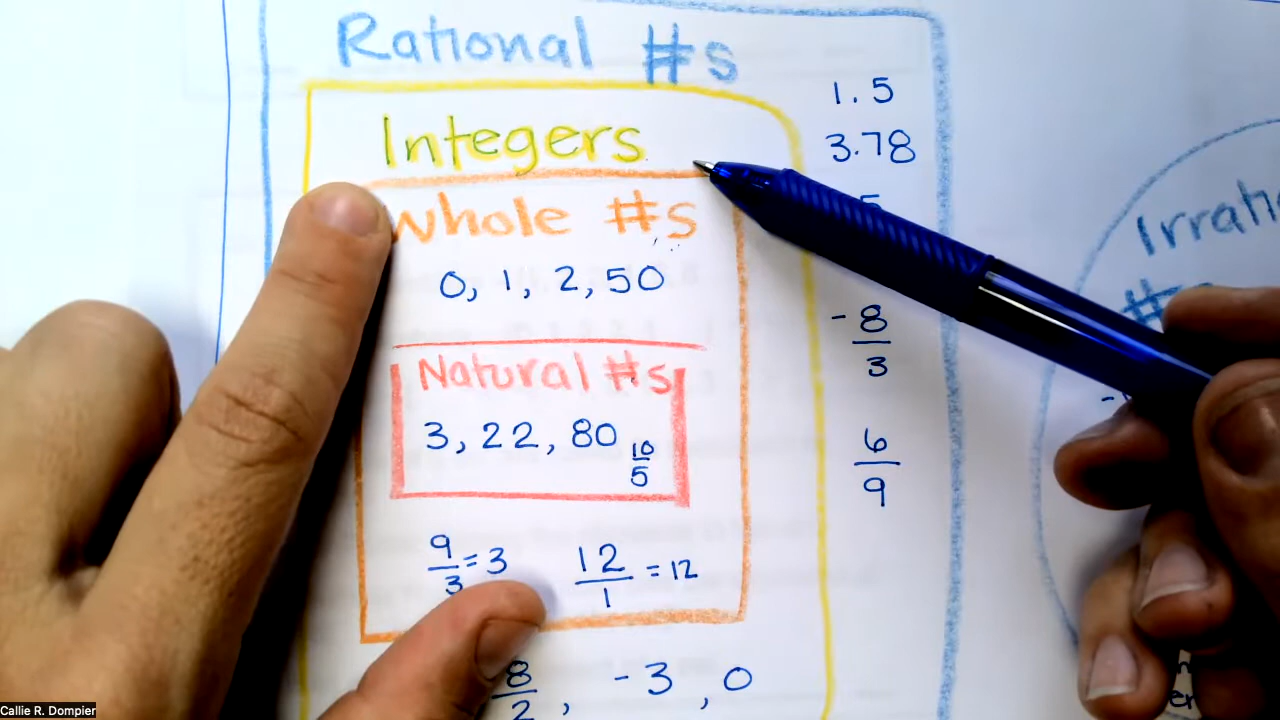 Rational #s
Integers
Whole #s
0, 1, 2, 50
Natural #s
3, 22, 80 10/5
9/3 = 3 12/1 = 12
8/2, -3, 0
1.5
3.78
5
-8/3
6/9
#s
Callie R. Dompier